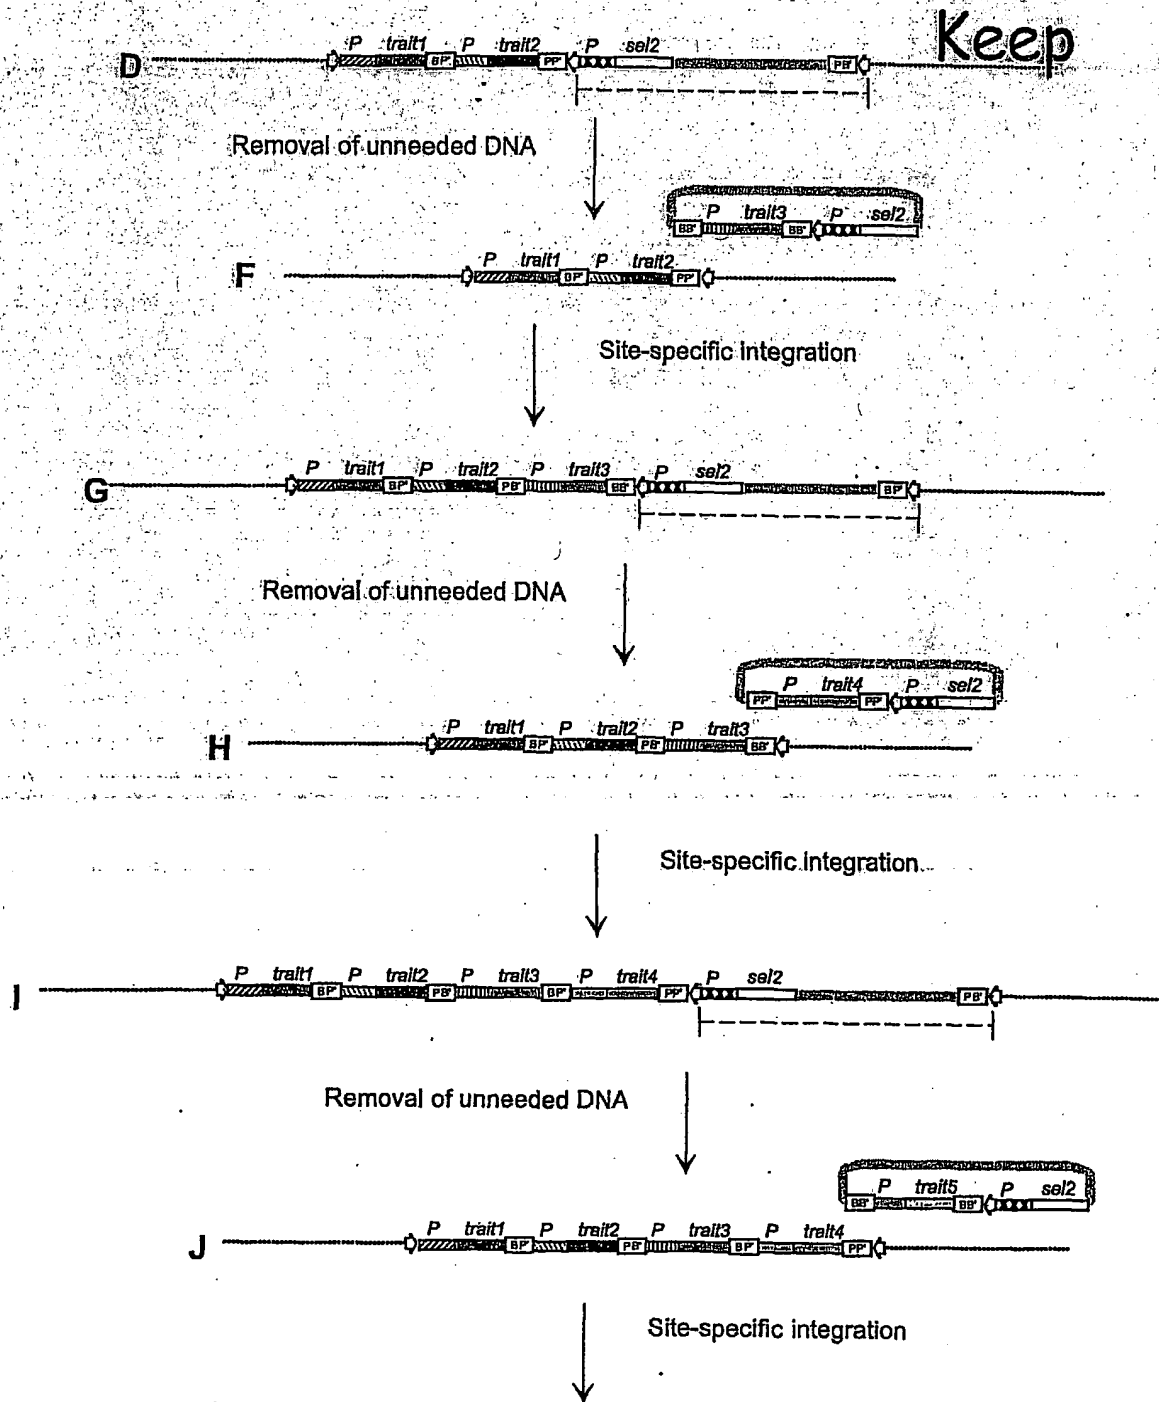 Keep
P trait1 P trait2 P sel2
D BP' PP' PB'
Removal of unneeded DNA
P trait3 P sel2
BB' BB'
P trait1 P trait2
F BP' PP'
Site-specific integration
P trait1 P trait2 P trait3 P sel2
G BP' PB' BB' BP'
Removal of unneeded DNA
P trait4 P sel2
PP' PP'
P trait1 P trait2 P trait3
H BP' PB' BB'
Site-specific integration
P trait1 P trait2 P trait3 P trait4 P sel2
I BP' PB' BP' PP' PB'
Removal of unneeded DNA
P trait5 P sel2
BB' BB'
P trait1 P trait2 P trait3 P trait4
J BP' PB' BP' PP'
Site-specific integration